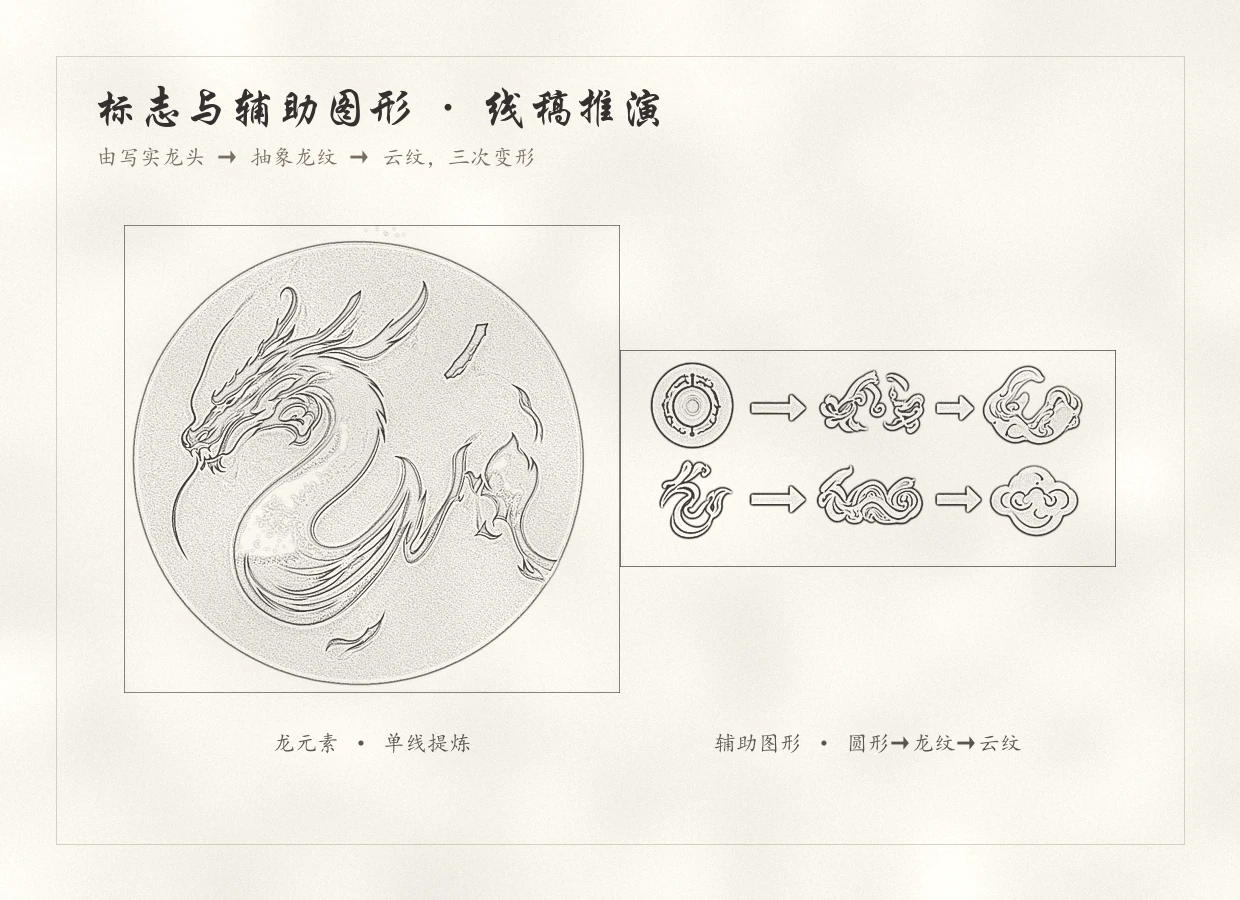 标志与辅助图形 · 线稿推演
由写实龙头 → 抽象龙纹 → 云纹，三次变形
龙元素 · 单线提炼
辅助图形 · 圆形→龙纹→云纹